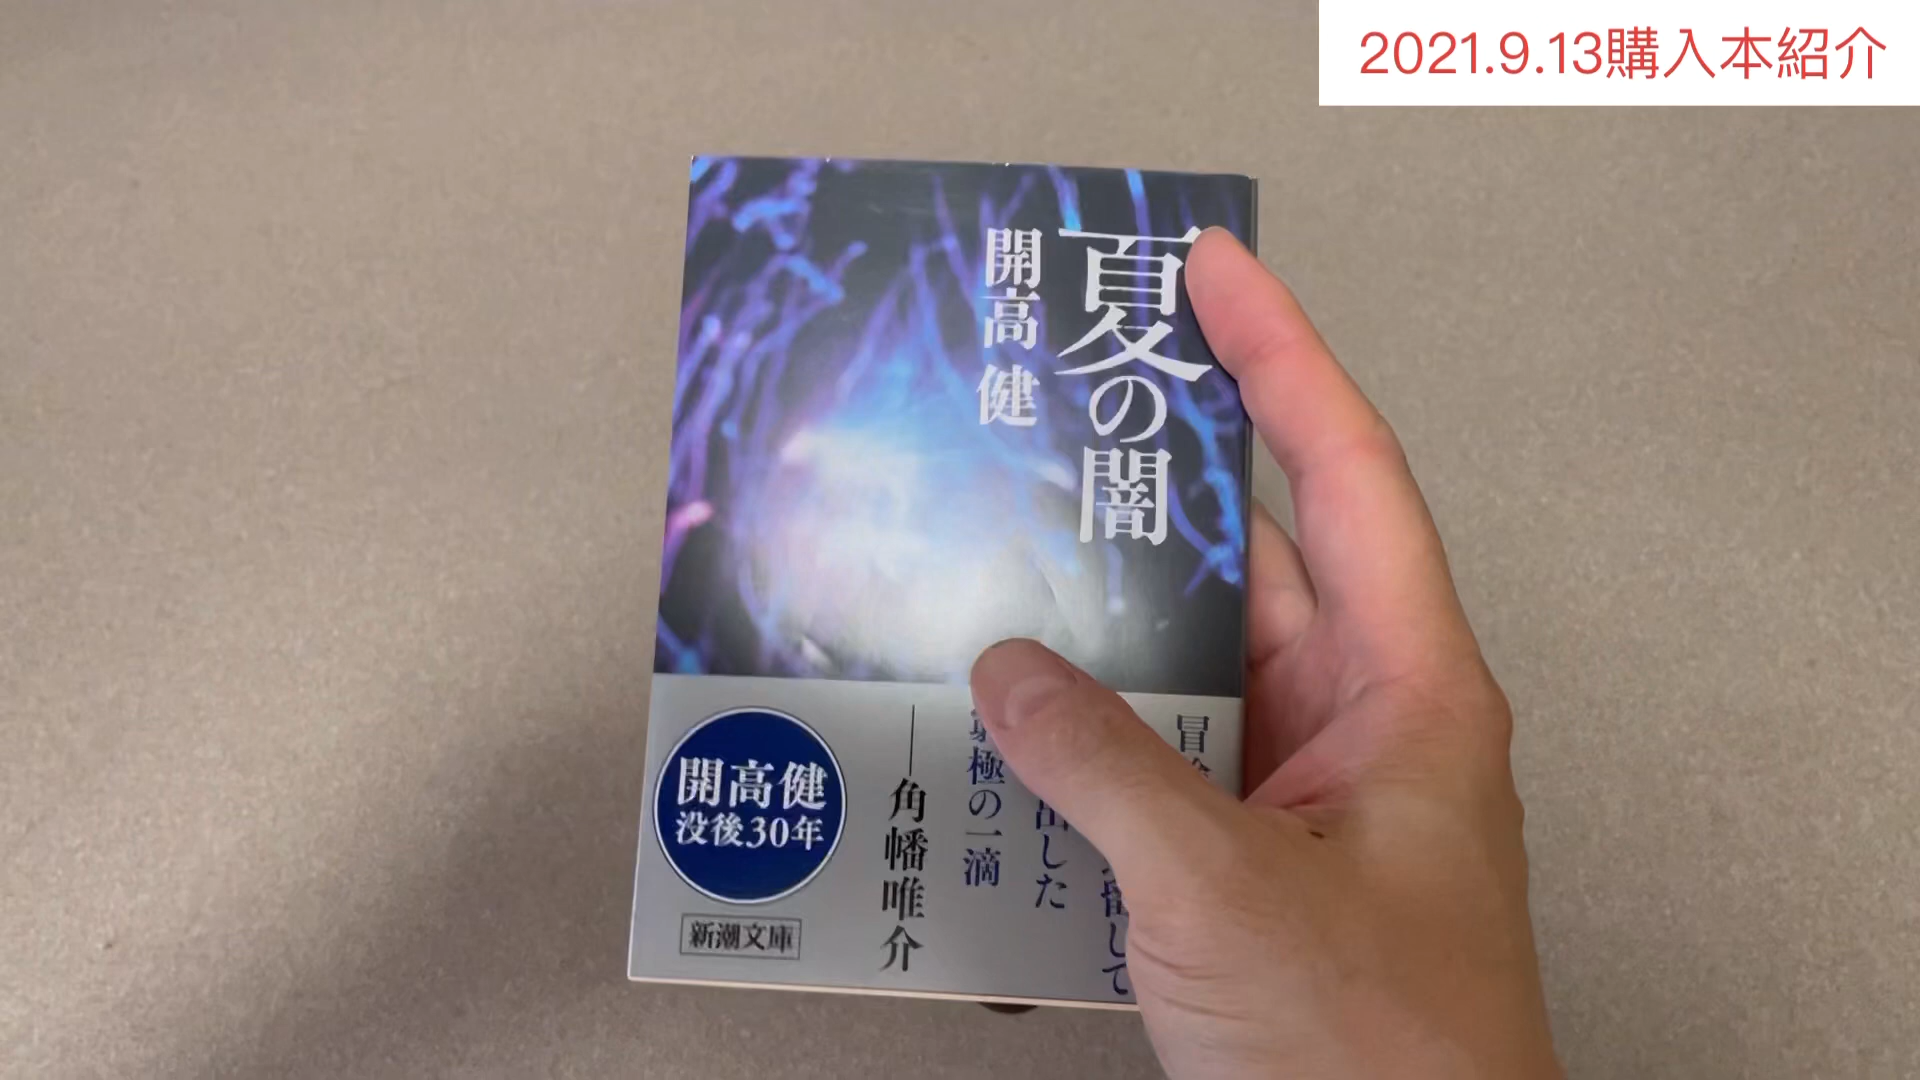 2021.9.13購入本紹介
夏の闇
開高 健
して
出した
極の一滴
――角幡唯介
開高健
没後30年
新潮文庫